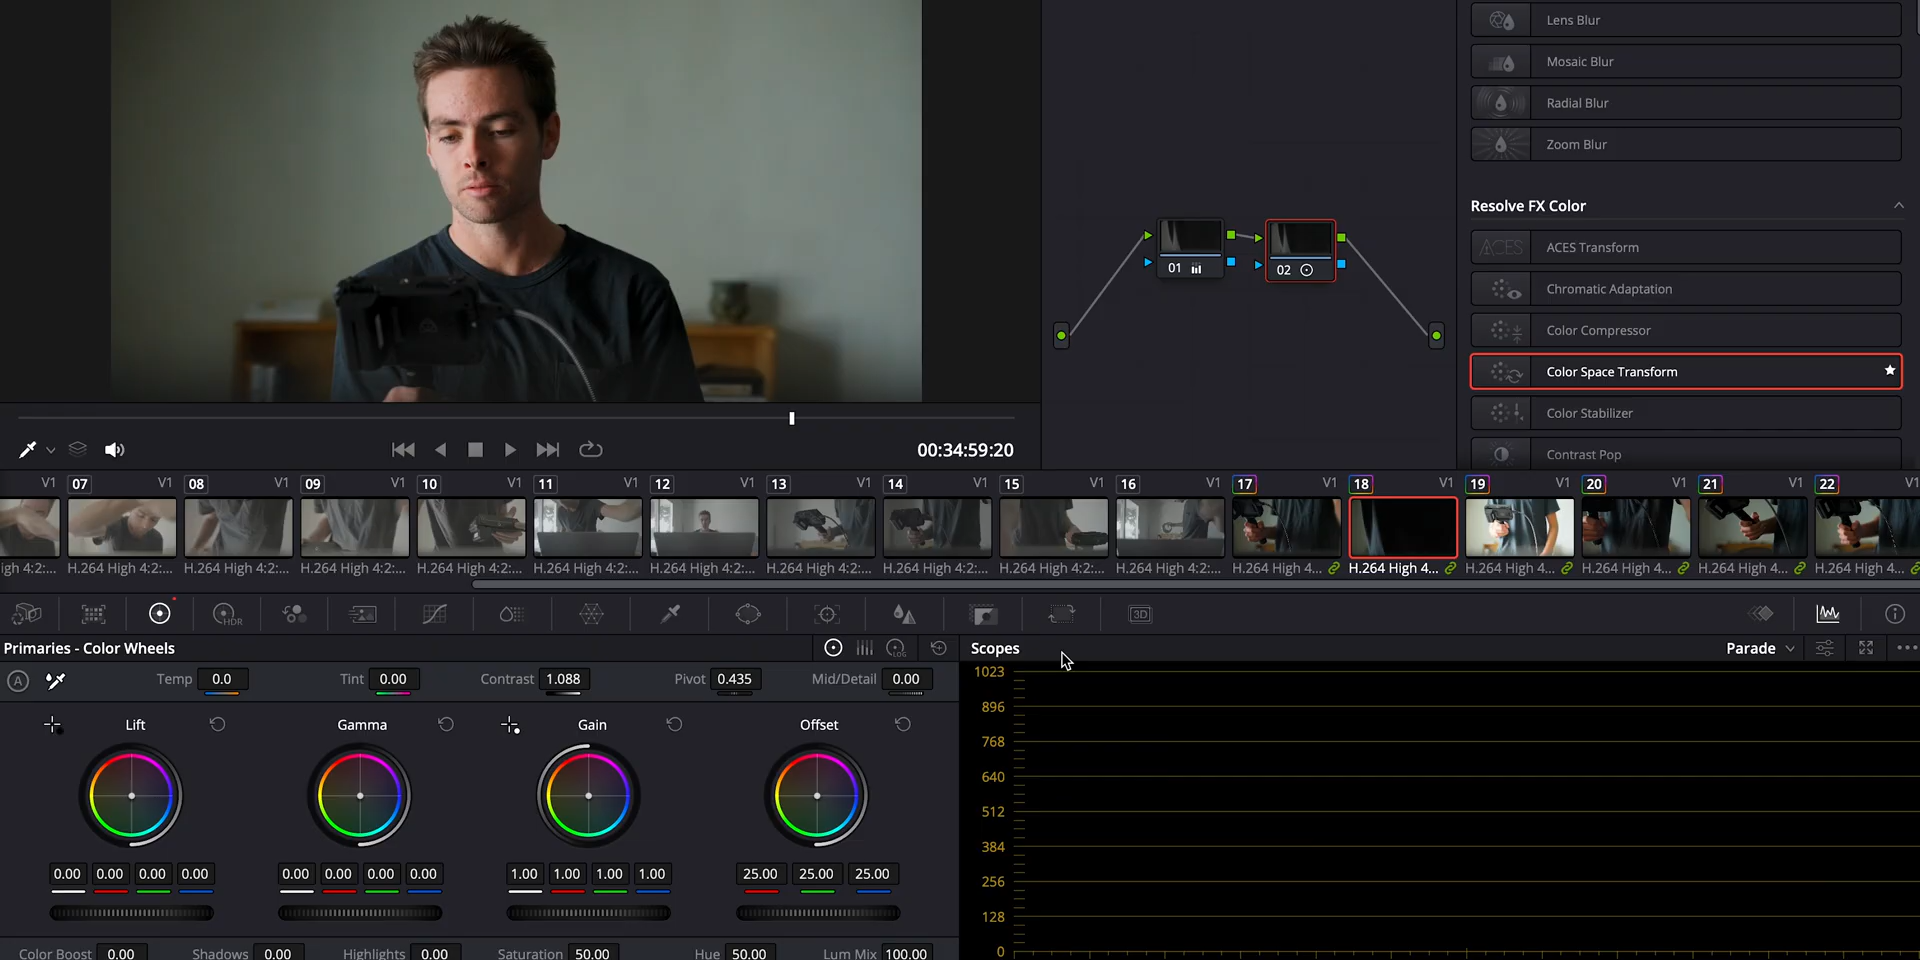 Lens Blur
Mosaic Blur
Radial Blur
Zoom Blur
Resolve FX Color
ACES ACES Transform
Chromatic Adaptation
Color Compressor
Color Space Transform
Color Stabilizer
Contrast Pop
01
02
00:34:59:20
V1 07 V1 08 V1 09 V1 10 V1 11 V1 12 V1 13 V1 14 V1 15 V1 16 V1 17 V1 18 V1 19 V1 20 V1 21 V1 22 V1
igh 4:2:... H.264 High 4:2:... H.264 High 4:2:... H.264 High 4:2:... H.264 High 4:2:... H.264 High 4:2:... H.264 High 4:2:... H.264 High 4:2:... H.264 High 4:2:... H.264 High 4:2:... H.264 High 4:2:... H.264 High 4... H.264 High 4... H.264 High 4... H.264 High 4... H.264 High 4... H.264 High 4...
HDR
3D
Primaries - Color Wheels
LOG
A
Temp 0.0 Tint 0.00 Contrast 1.088 Pivot 0.435 Mid/Detail 0.00
Lift Gamma Gain Offset
0.00 0.00 0.00 0.00 0.00 0.00 0.00 0.00 1.00 1.00 1.00 1.00 25.00 25.00 25.00
Color Boost 0.00 Shadows 0.00 Highlights 0.00 Saturation 50.00 Hue 50.00 Lum Mix 100.00
Scopes
Parade
1023
896
768
640
512
384
256
128
0